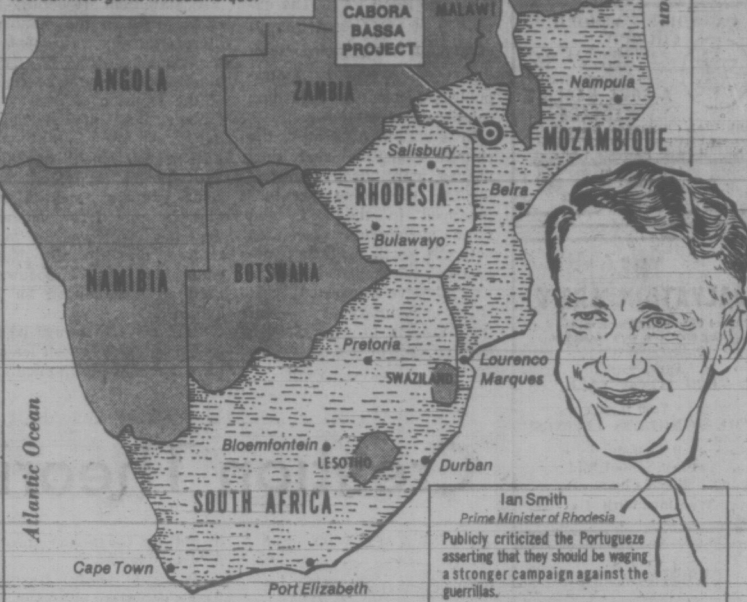 CABORA
BASSA
PROJECT
MALAWI
ANGOLA
ZAMBIA
Nampula
MOZAMBIQUE
Salisbury
RHODESIA
Beira
Bulawayo
NAMIBIA
BOTSWANA
Pretoria
SWAZILAND
Lourenco
Marques
Atlantic Ocean
Bloemfontein
LESOTHO
Durban
SOUTH AFRICA
Cape Town
Port Elizabeth
Ian Smith
Prime Minister of Rhodesia
Publicly criticized the Portugueze
asserting that they should be waging
a stronger campaign against the
guerrillas.